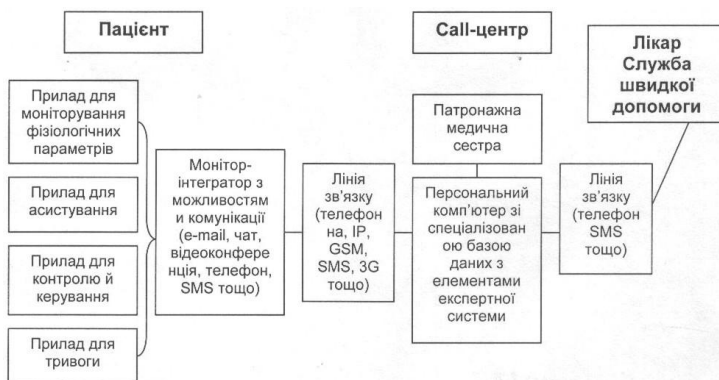 Пацієнт
Call-центр
Лікар
Служба
швидкої
допомоги
Прилад для
моніторування
фізіологічних
параметрів
Прилад для
асистування
Прилад для
контролю й
керування
Прилад для
тривоги
Монітор-
інтегратор з
можливостям
и комунікації
(e-mail, чат,
відеоконфере
нція, телефон,
SMS тощо)
Лінія
зв’язку
(телефон
на, IP,
GSM,
SMS, 3G
тощо)
Патронажна
медична
сестра
Персональний
комп’ютер зі
спеціалізован
ою базою
даних з
елементами
експертної
системи
Лінія
зв’язку
(телефон
SMS
тощо)